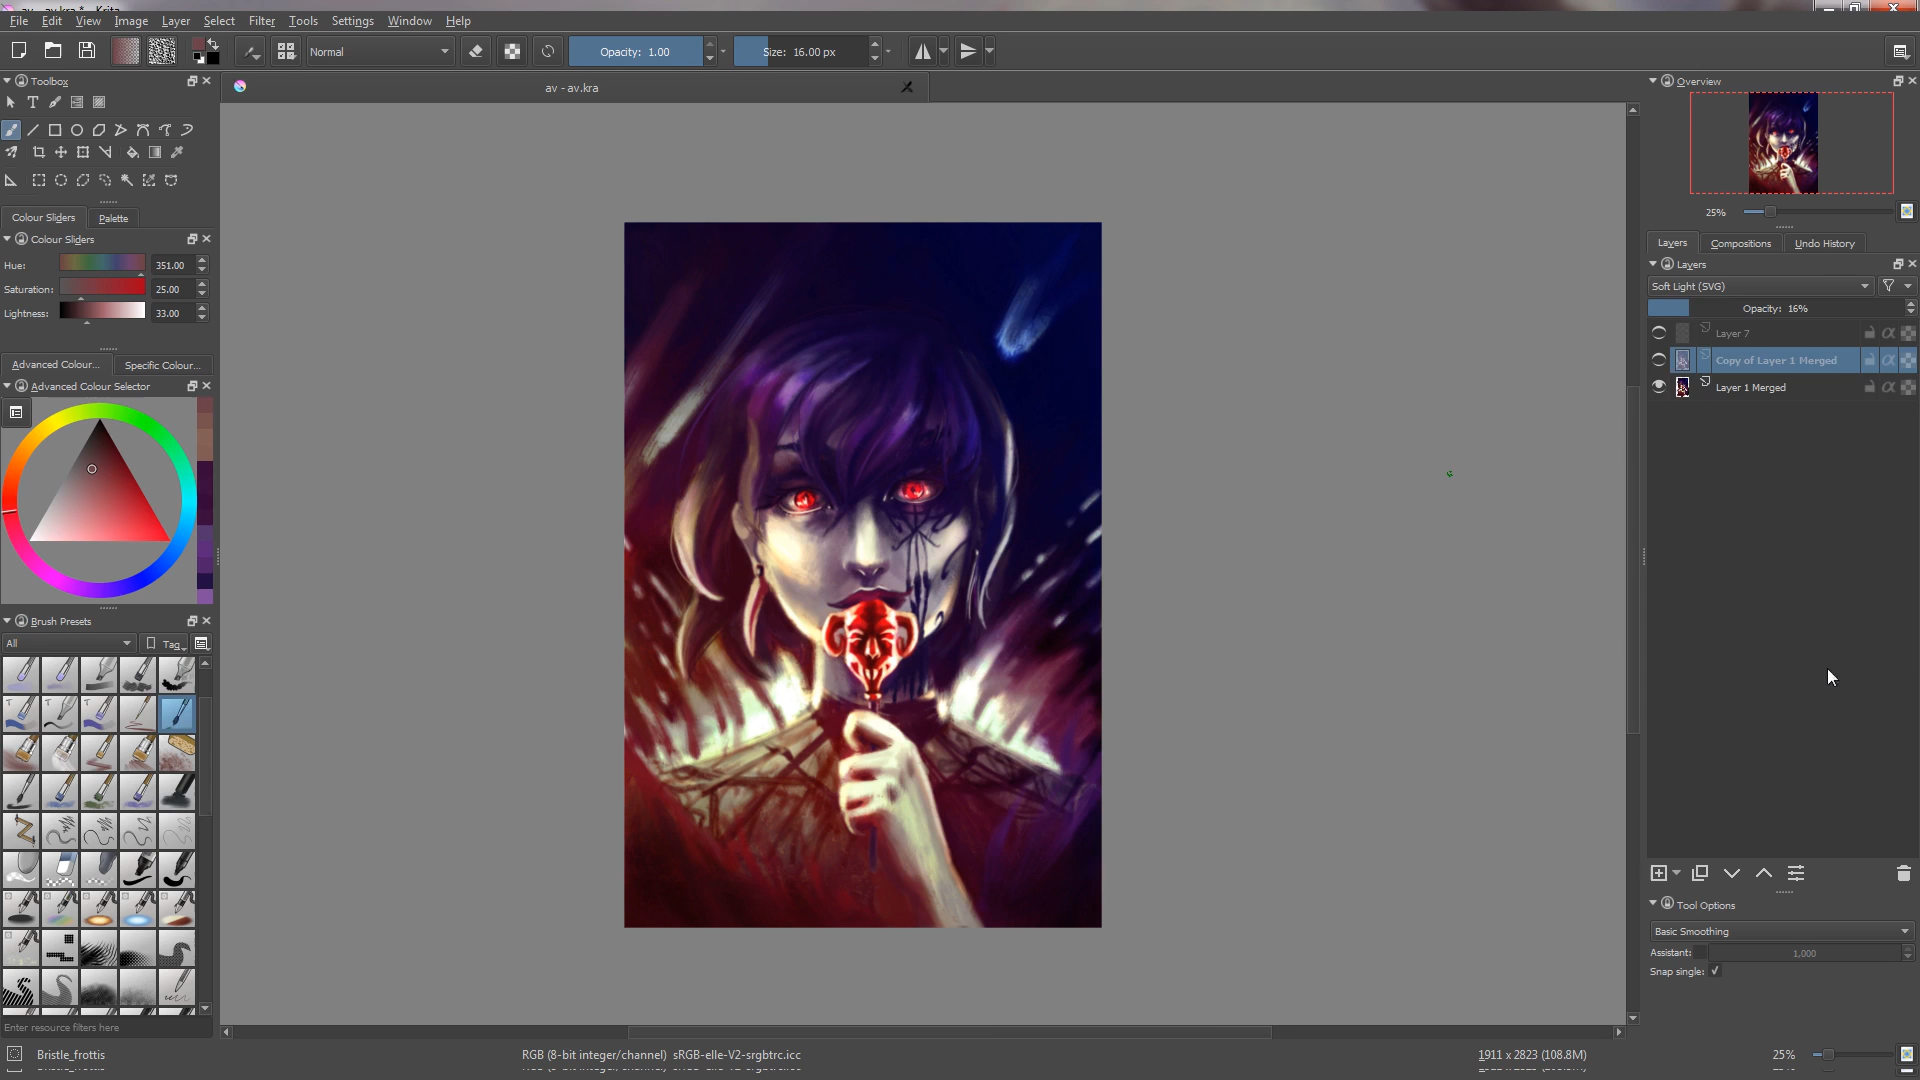 av - av.kra * - Krita
File Edit View Image Layer Select Filter Tools Settings Window Help
Normal
Opacity: 1.00
Size: 16.00 px
Toolbox
av - av.kra
Overview
25%
Colour Sliders Palette
Colour Sliders
Hue: 351.00
Saturation: 25.00
Lightness: 33.00
Advanced Colour... Specific Colour...
Advanced Colour Selector
Layers Compositions Undo History
Layers
Soft Light (SVG)
Opacity: 16%
Layer 7
Copy of Layer 1 Merged
Layer 1 Merged
Brush Presets
All
Tag
Tool Options
Basic Smoothing
Assistant: 1,000
Snap single:
Enter resource filters here
Bristle_frottis
RGB (8-bit integer/channel) sRGB-elle-V2-srgbtrc.icc
1911 x 2823 (108.8M)
25%